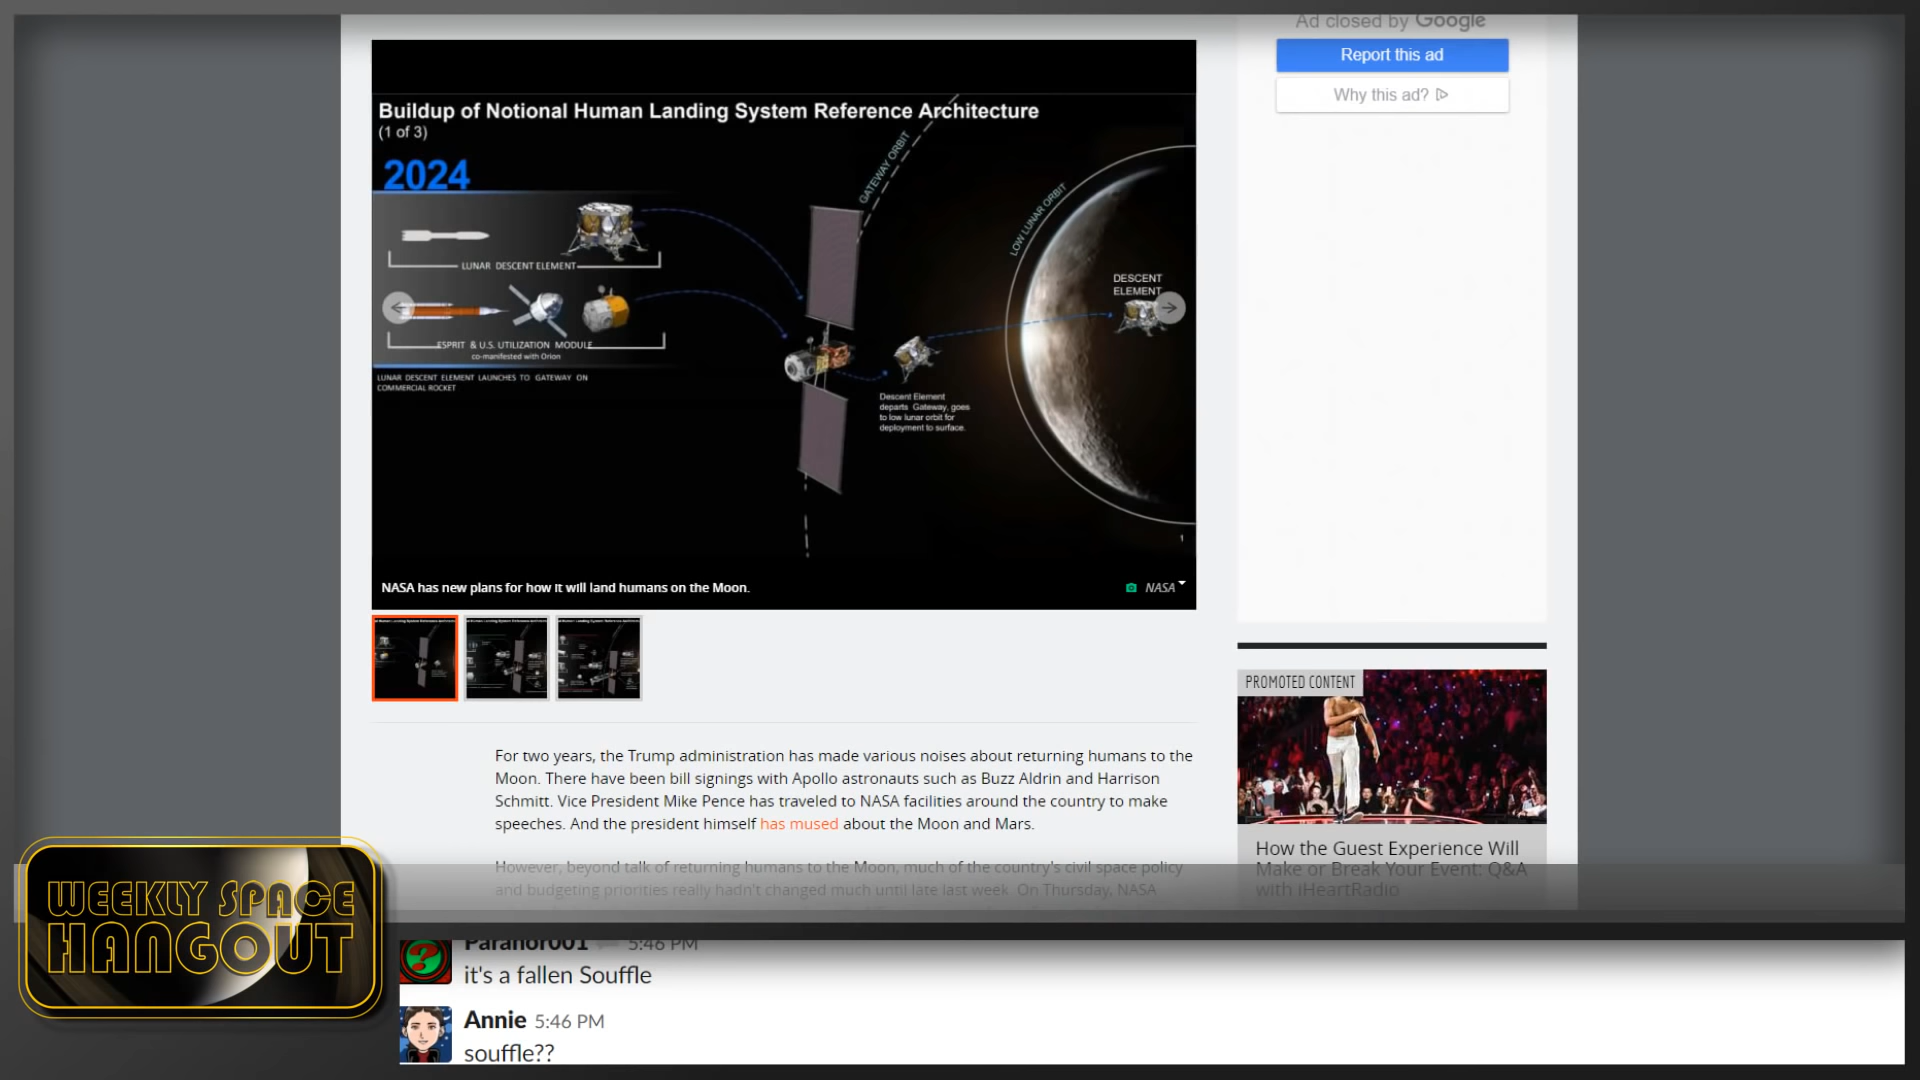 Ad closed by Google
Report this ad
Why this ad?
Buildup of Notional Human Landing System Reference Architecture
(1 of 3)
2024
GATEWAY ORBIT
LOW LUNAR ORBIT
LUNAR DESCENT ELEMENT
DESCENT
ELEMENT
ESPRIT & U.S. UTILIZATION MODULE
co-manifested with Orion
LUNAR DESCENT ELEMENT LAUNCHES TO GATEWAY ON
COMMERCIAL ROCKET
Descent Element
departs Gateway, goes
to low lunar orbit for
deployment to surface.
1
NASA has new plans for how it will land humans on the Moon.
NASA
PROMOTED CONTENT
For two years, the Trump administration has made various noises about returning humans to the
Moon. There have been bill signings with Apollo astronauts such as Buzz Aldrin and Harrison
Schmitt. Vice President Mike Pence has traveled to NASA facilities around the country to make
speeches. And the president himself has mused about the Moon and Mars.
However, beyond talk of returning humans to the Moon, much of the country's civil space policy
and budgeting priorities really hadn't changed much until late last week. On Thursday, NASA
How the Guest Experience Will
Make or Break Your Event: Q&A
with iHeartRadio
WEEKLY SPACE
HANGOUT
Paranor001 5:46 PM
it's a fallen Souffle
Annie 5:46 PM
souffle??